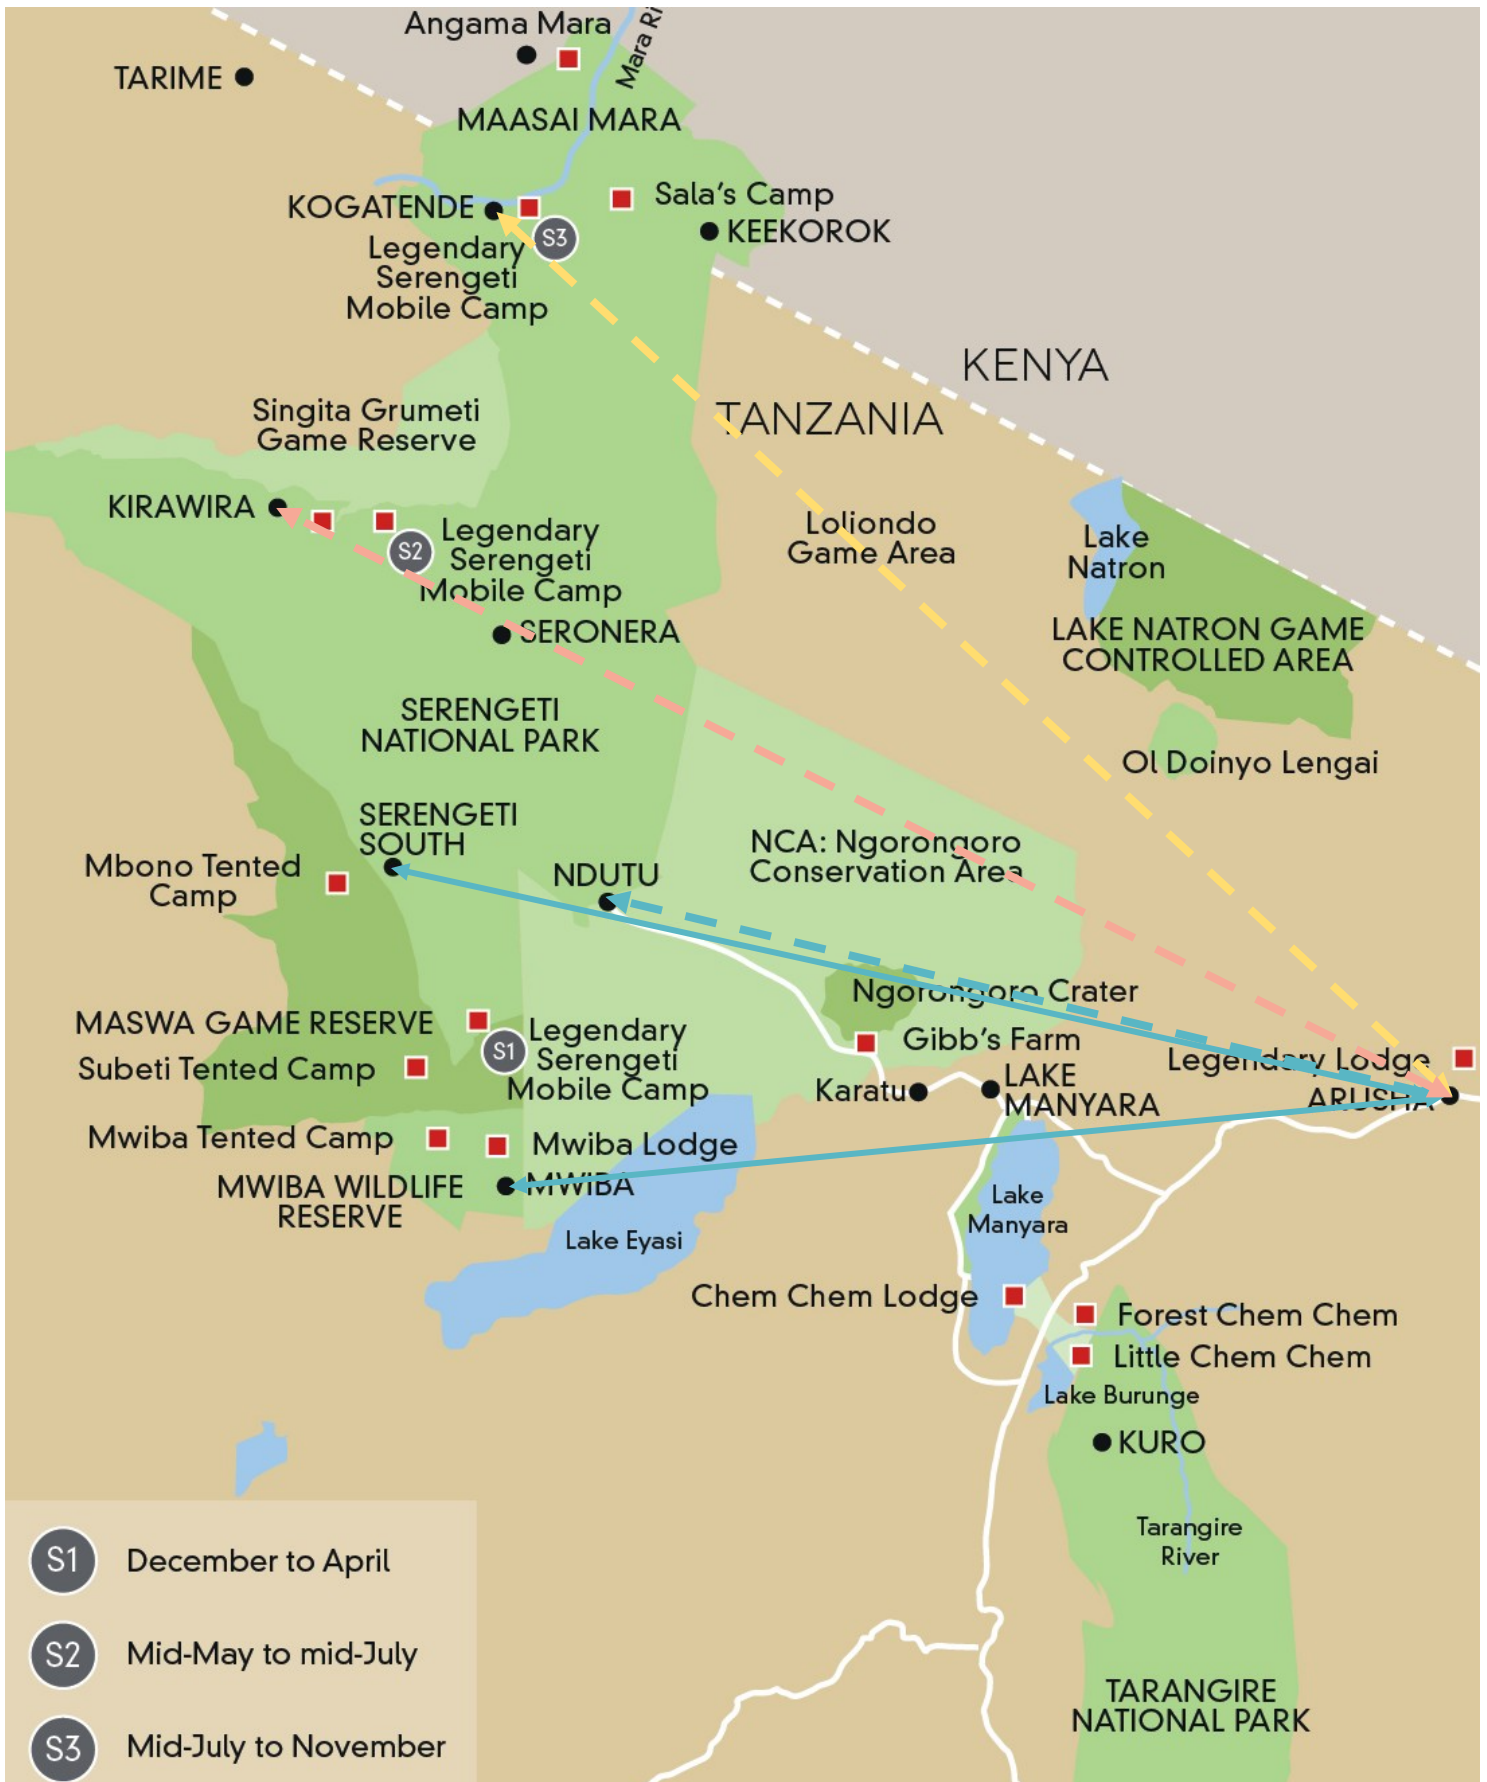 Angama Mara
Mara Ri
TARIME
MAASAI MARA
KOGATENDE
Sala's Camp
S3
KEEKOROK
Legendary
Serengeti
Mobile Camp
KENYA
TANZANIA
Singita Grumeti
Game Reserve
KIRAWIRA
Loliondo
Game Area
Lake
Natron
S2
Legendary
Serengeti
Mobile Camp
SERONERA
LAKE NATRON GAME
CONTROLLED AREA
SERENGETI
NATIONAL PARK
Ol Doinyo Lengai
SERENGETI
SOUTH
NCA: Ngorongoro
Conservation Area
Mbono Tented
Camp
NDUTU
Ngorongoro Crater
MASWA GAME RESERVE
S1
Legendary
Serengeti
Mobile Camp
Gibb's Farm
Legendary Lodge
Subeti Tented Camp
Karatu
LAKE
MANYARA
ARUSHA
Mwiba Tented Camp
Mwiba Lodge
MWIBA WILDLIFE
RESERVE
MWIBA
Lake
Manyara
Lake Eyasi
Chem Chem Lodge
Forest Chem Chem
Little Chem Chem
Lake Burunge
KURO
Tarangire
River
S1 December to April
S2 Mid-May to mid-July
S3 Mid-July to November
TARANGIRE
NATIONAL PARK